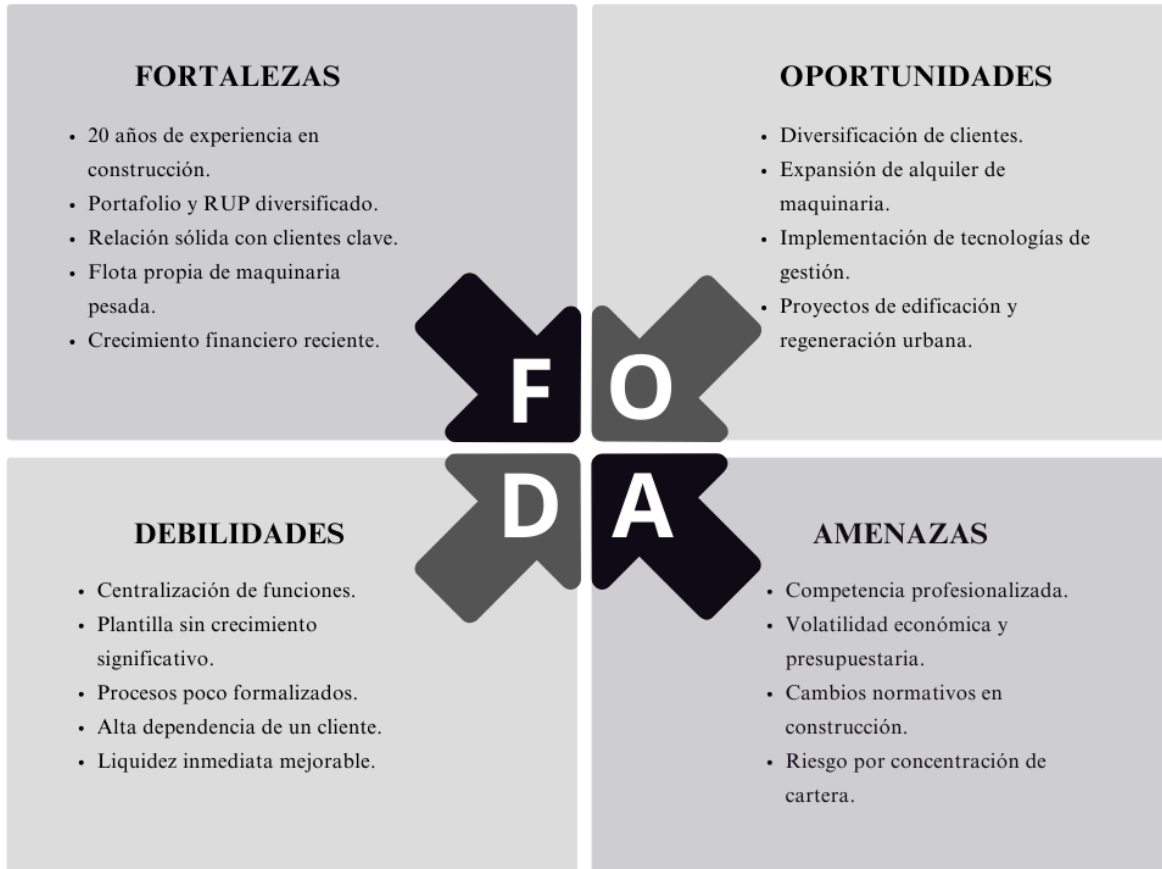 FORTALEZAS
• 20 años de experiencia en
construcción.
• Portafolio y RUP diversificado.
• Relación sólida con clientes clave.
• Flota propia de maquinaria
pesada.
• Crecimiento financiero reciente.
OPORTUNIDADES
• Diversificación de clientes.
• Expansión de alquiler de
maquinaria.
• Implementación de tecnologías de
gestión.
• Proyectos de edificación y
regeneración urbana.
F
O
D
A
DEBILIDADES
• Centralización de funciones.
• Plantilla sin crecimiento
significativo.
• Procesos poco formalizados.
• Alta dependencia de un cliente.
• Liquidez inmediata mejorable.
AMENAZAS
• Competencia profesionalizada.
• Volatilidad económica y
presupuestaria.
• Cambios normativos en
construcción.
• Riesgo por concentración de
cartera.